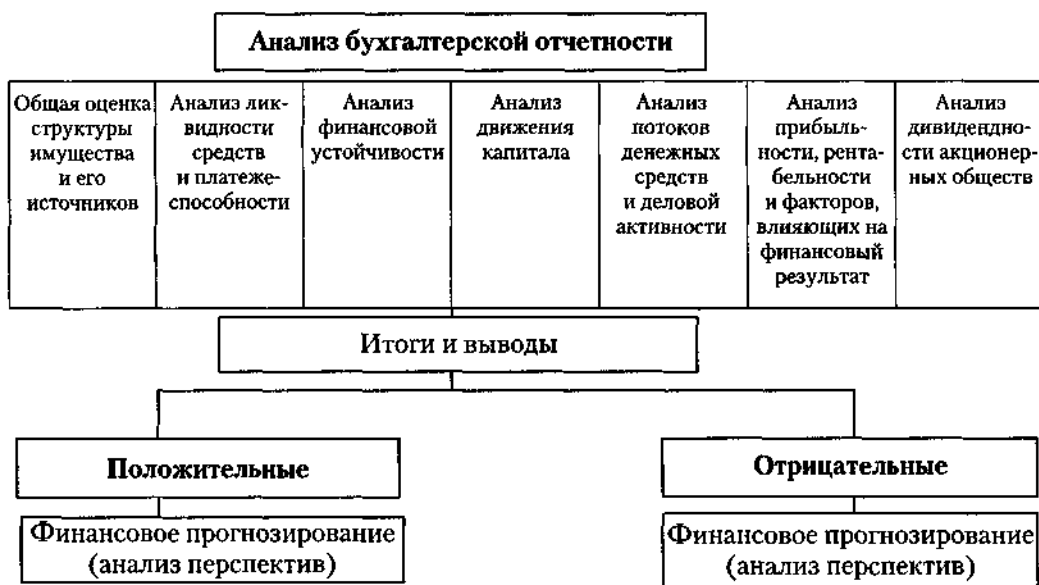 Анализ бухгалтерской отчетности
Общая оценка
структуры
имущества
и его
источников
Анализ лик-
видности
средств
и платеже-
способности
Анализ
финансовой
устойчивости
Анализ
движения
капитала
Анализ
потоков
денежных
средств
и деловой
активности
Анализ
прибыль-
ности, рента-
бельности
и факторов,
влияющих на
финансовый
результат
Анализ
дивидендно-
сти акционер-
ных обществ
Итоги и выводы
Положительные
Отрицательные
Финансовое прогнозирование
(анализ перспектив)
Финансовое прогнозирование
(анализ перспектив)